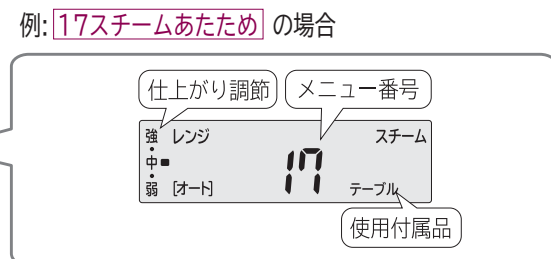 例: 17スチームあたため の場合
仕上がり調節 メニュー番号
強 レンジ スチーム
中 17
弱 [オート] テーブル
使用付属品